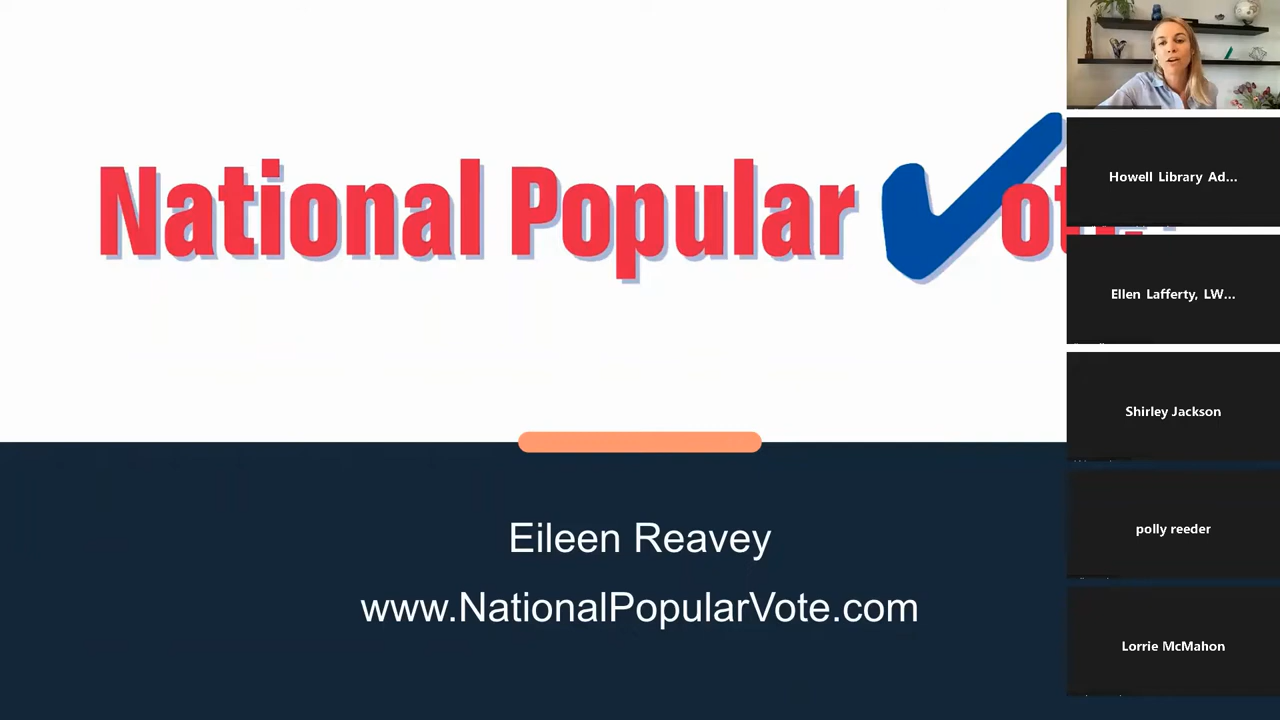 National Popular Vot
Eileen Reavey
www.NationalPopularVote.com
Howell Library Ad...
Ellen Lafferty, LW...
Shirley Jackson
polly reeder
Lorrie McMahon